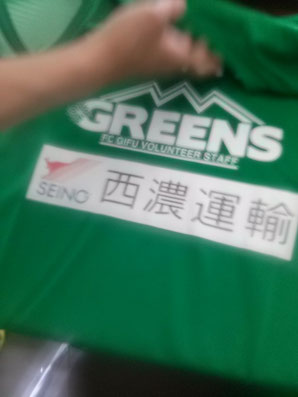 GREENS
FC GIFU VOLUNTEER STAFF
SEINO 西濃運輸